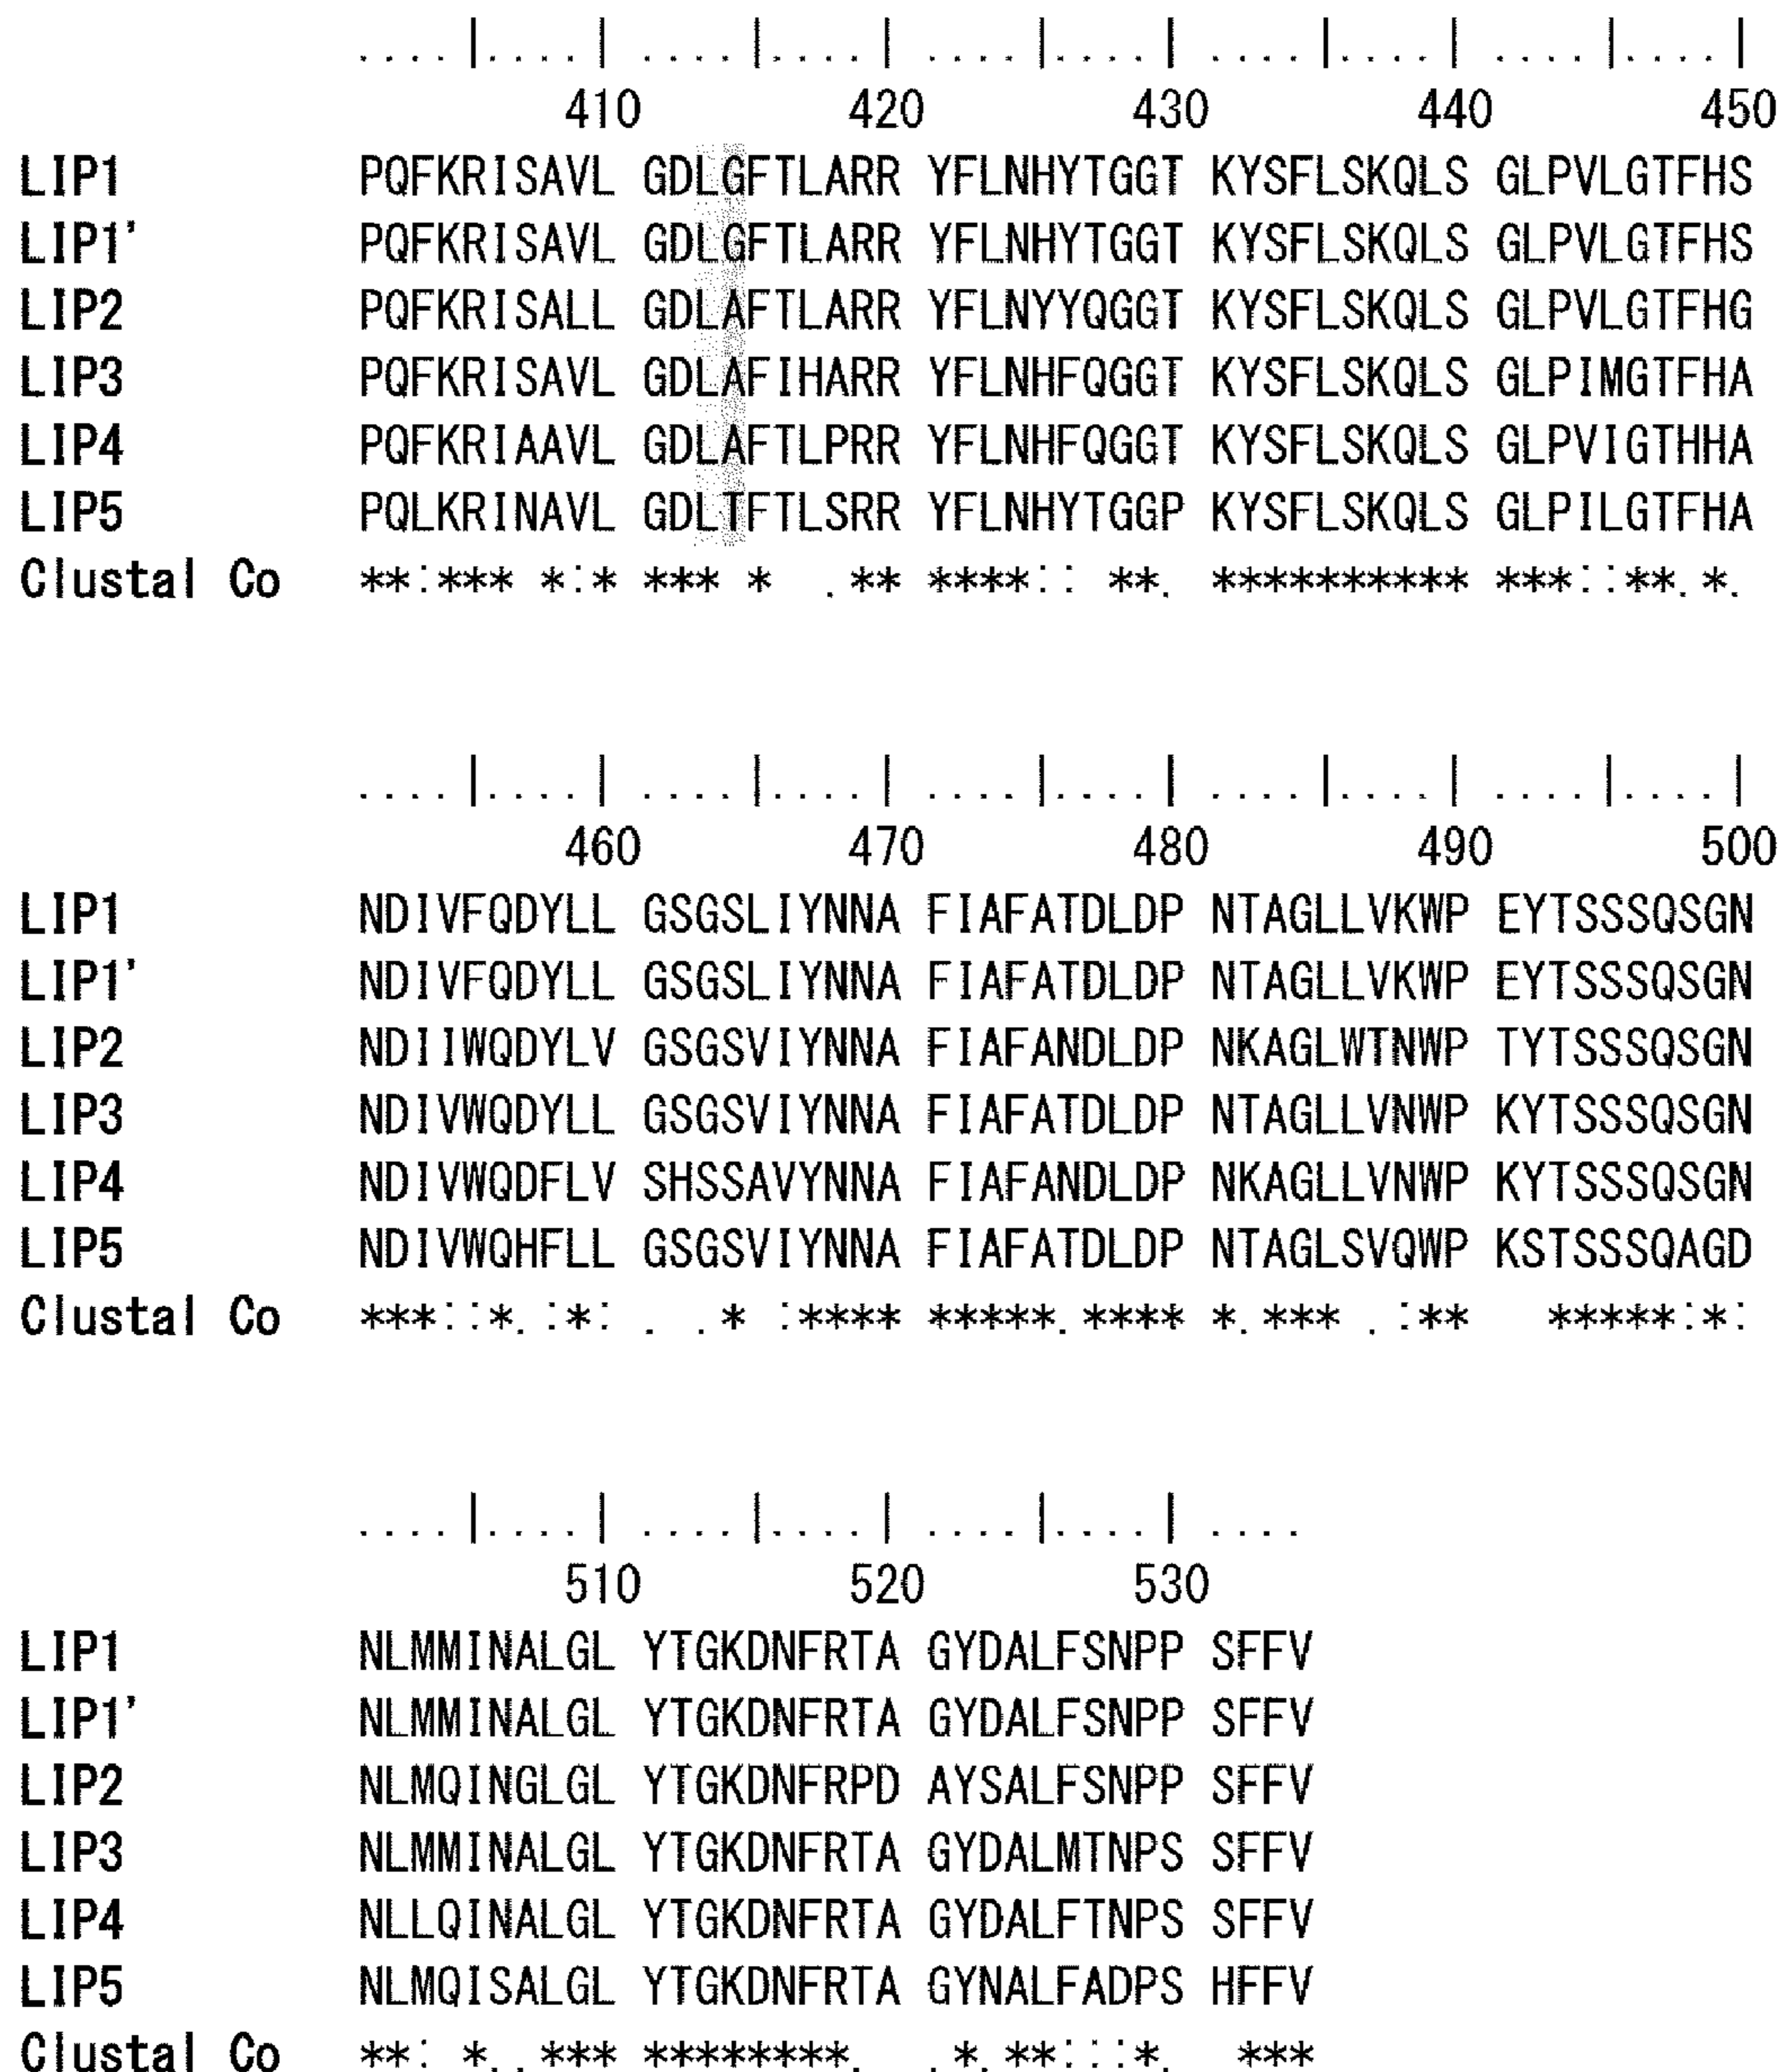 ....|....| ....|....| ....|....| ....|....| ....|....|
410 420 430 440 450
LIP1 PQFKRISAVL GDLGFTLARR YFLNHYTGGT KYSFLSKQLS GLPVLGTFHS
LIP1' PQFKRISAVL GDLGFTLARR YFLNHYTGGT KYSFLSKQLS GLPVLGTFHS
LIP2 PQFKRISALL GDLAFTLARR YFLNYYQGGT KYSFLSKQLS GLPVLGTFHG
LIP3 PQFKRISAVL GDLAFIHARR YFLNHFQGGT KYSFLSKQLS GLPIMGTFHA
LIP4 PQFKRIAAVL GDLAFTLPRR YFLNHFQGGT KYSFLSKQLS GLPVIGTHHA
LIP5 PQLKRINAVL GDLTFTLSRR YFLNHYTGGP KYSFLSKQLS GLPILGTFHA
Clustal Co **:*** *:* *** *  .** ****:: **. ********** ***::**.*.
....|....| ....|....| ....|....| ....|....| ....|....|
460 470 480 490 500
LIP1 NDIVFQDYLL GSGSLIYNNA FIAFATDLDP NTAGLLVKWP EYTSSSQSGN
LIP1' NDIVFQDYLL GSGSLIYNNA FIAFATDLDP NTAGLLVKWP EYTSSSQSGN
LIP2 NDIIWQDYLV GSGSVIYNNA FIAFANDLDP NKAGLWTNWP TYTSSSQSGN
LIP3 NDIVWQDYLL GSGSVIYNNA FIAFATDLDP NTAGLLVNWP KYTSSSQSGN
LIP4 NDIVWQDFLV SHSSAVYNNA FIAFANDLDP NKAGLLVNWP KYTSSSQSGN
LIP5 NDIVWQHFLL GSGSVIYNNA FIAFATDLDP NTAGLSVQWP KSTSSSQAGD
Clustal Co ***::*.:*: . .* :**** *****.**** *.*** .:**   *****:*:
....|....| ....|....| ....|....| ....
510 520 530
LIP1 NLMMINALGL YTGKDNFRTA GYDALFSNPP SFFV
LIP1' NLMMINALGL YTGKDNFRTA GYDALFSNPP SFFV
LIP2 NLMQINGLGL YTGKDNFRPD AYSALFSNPP SFFV
LIP3 NLMMINALGL YTGKDNFRTA GYDALMTNPS SFFV
LIP4 NLLQINALGL YTGKDNFRTA GYDALFTNPS SFFV
LIP5 NLMQISALGL YTGKDNFRTA GYNALFADPS HFFV
Clustal Co **: *..*** ********.  .*.**:::*.  ***